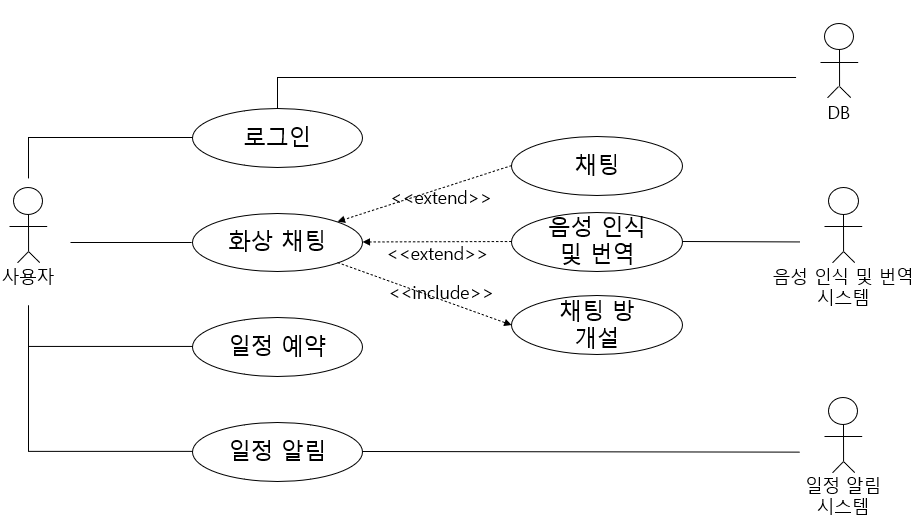 DB
로그인
채팅
<<extend>>
사용자
화상 채팅
음성 인식
및 번역
<<extend>>
음성 인식 및 번역
시스템
<<include>>
채팅 방
개설
일정 예약
일정 알림
일정 알림
시스템